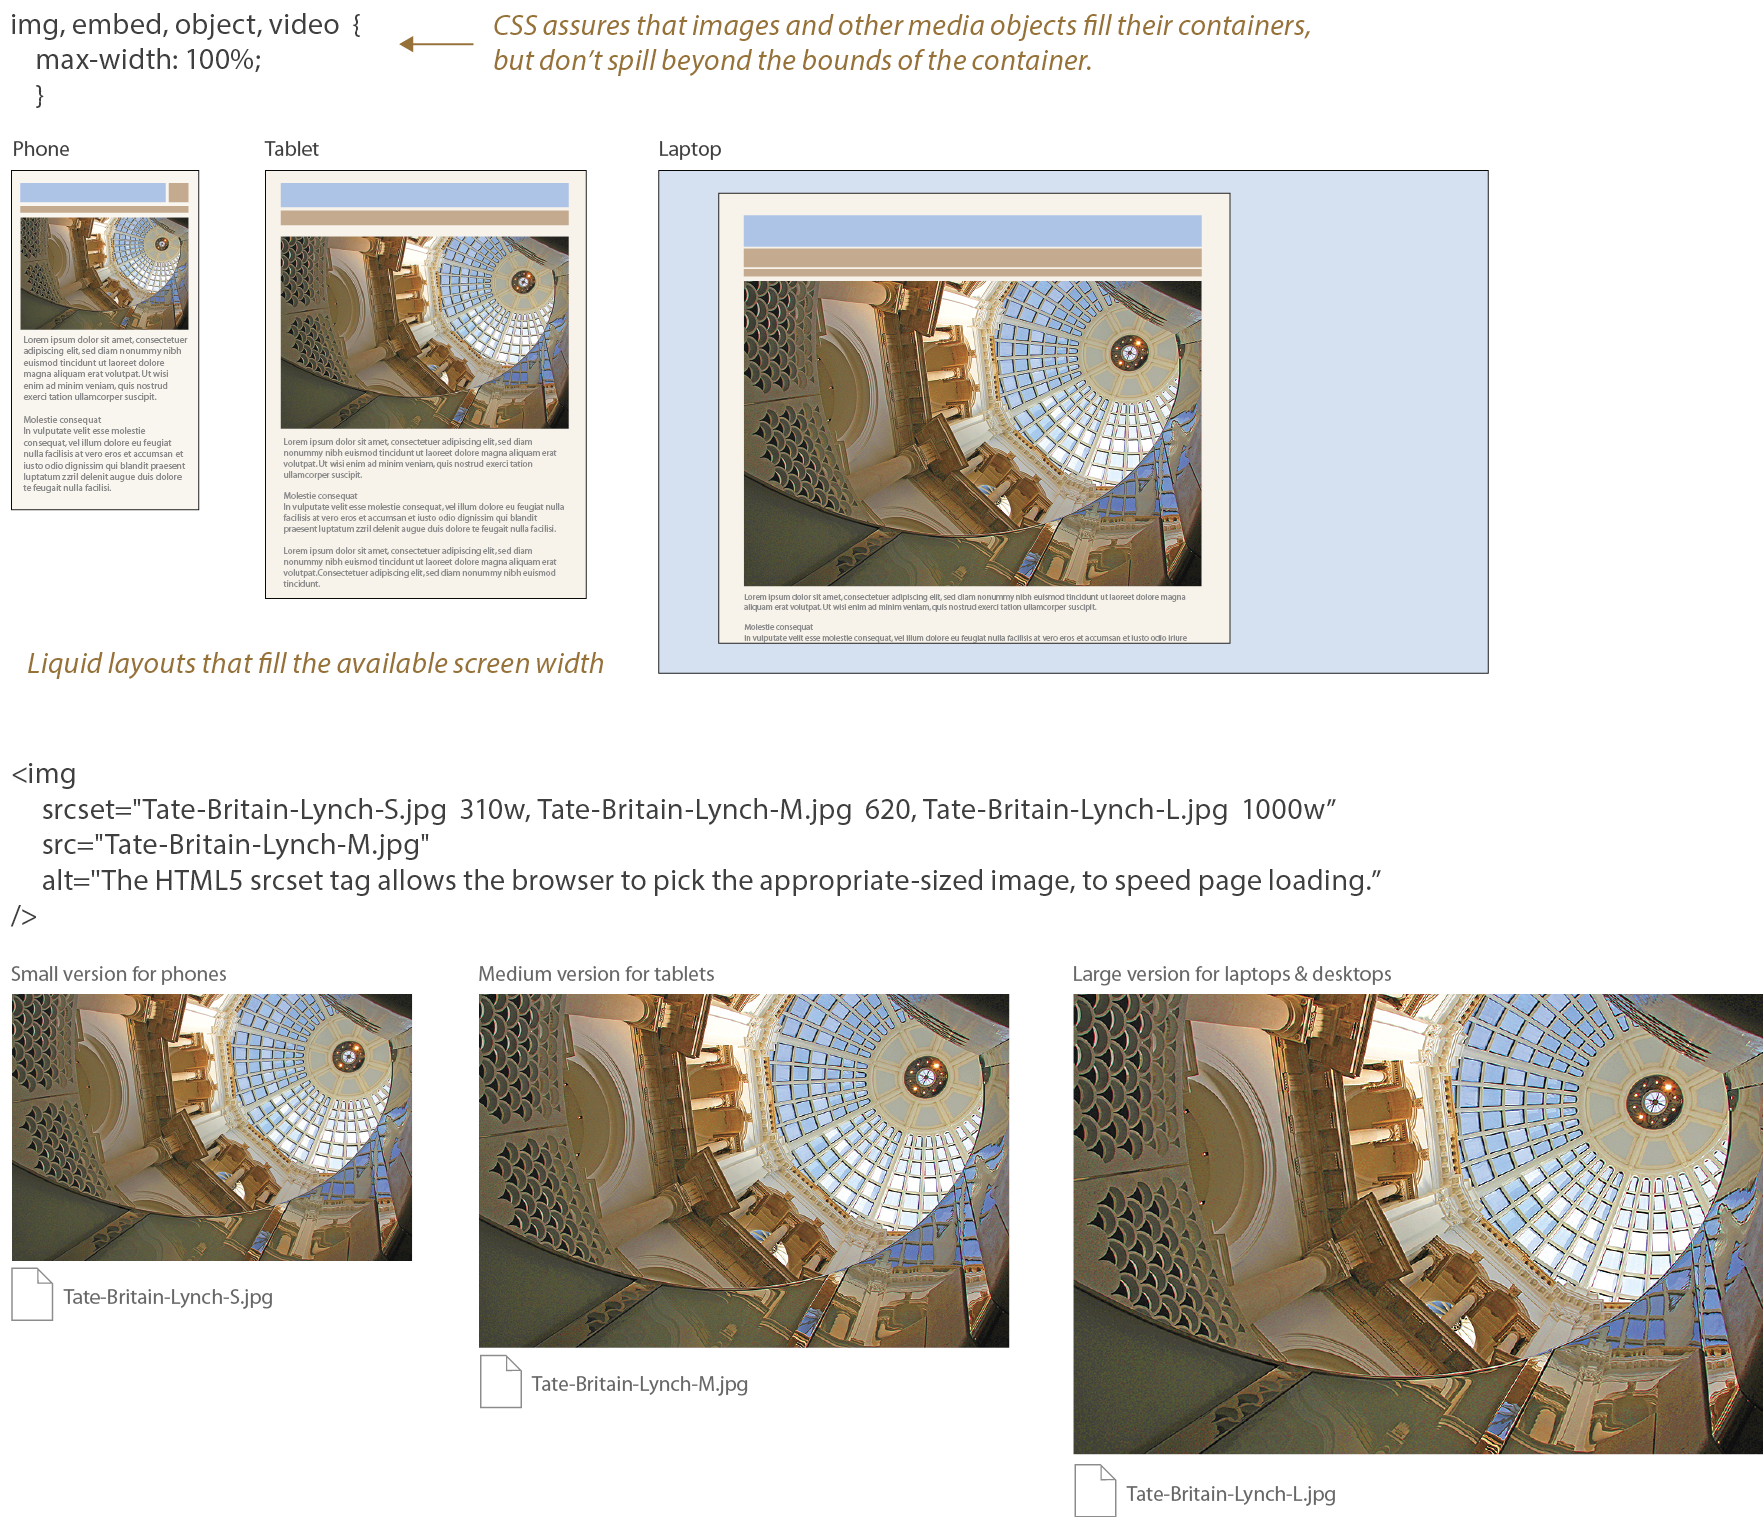 img, embed, object, video {
max-width: 100%;
}
CSS assures that images and other media objects fill their containers,
but don’t spill beyond the bounds of the container.
Phone
Lorem ipsum dolor sit amet, consectetuer
adipiscing elit, sed diam nonummy nibh
euismod tincidunt ut laoreet dolore
magna aliquam erat volutpat. Ut wisi
enim ad minim veniam, quis nostrud
exerci tation ullamcorper suscipit.
Molestie consequat
In vulputate velit esse molestie
consequat, vel illum dolore eu feugiat
nulla facilisis at vero eros et accumsan et
iusto odio dignissim qui blandit praesent
luptatum zzril delenit augue duis dolore
te feugait nulla facilisi.
Tablet
Lorem ipsum dolor sit amet, consectetuer adipiscing elit, sed diam
nonummy nibh euismod tincidunt ut laoreet dolore magna aliquam erat
volutpat. Ut wisi enim ad minim veniam, quis nostrud exerci tation
ullamcorper suscipit.
Molestie consequat
In vulputate velit esse molestie consequat, vel illum dolore eu feugiat nulla
facilisis at vero eros et accumsan et iusto odio dignissim qui blandit
praesent luptatum zzril delenit augue duis dolore te feugait nulla facilisi.
Lorem ipsum dolor sit amet, consectetuer adipiscing elit, sed diam
nonummy nibh euismod tincidunt ut laoreet dolore magna aliquam erat
volutpat.Consectetuer adipiscing elit, sed diam nonummy nibh euismod
tincidunt.
Laptop
Lorem ipsum dolor sit amet, consectetuer adipiscing elit, sed diam nonummy nibh euismod tincidunt ut laoreet dolore magna
aliquam erat volutpat. Ut wisi enim ad minim veniam, quis nostrud exerci tation ullamcorper suscipit.
Molestie consequat
In vulputate velit esse molestie consequat, vel illum dolore eu feugiat nulla facilisis at vero eros et accumsan et iusto odio iriure
Liquid layouts that fill the available screen width
<img
srcset="Tate-Britain-Lynch-S.jpg 310w, Tate-Britain-Lynch-M.jpg 620, Tate-Britain-Lynch-L.jpg 1000w”
src="Tate-Britain-Lynch-M.jpg"
alt="The HTML5 srcset tag allows the browser to pick the appropriate-sized image, to speed page loading.”
/>
Small version for phones
Tate-Britain-Lynch-S.jpg
Medium version for tablets
Tate-Britain-Lynch-M.jpg
Large version for laptops & desktops
Tate-Britain-Lynch-L.jpg